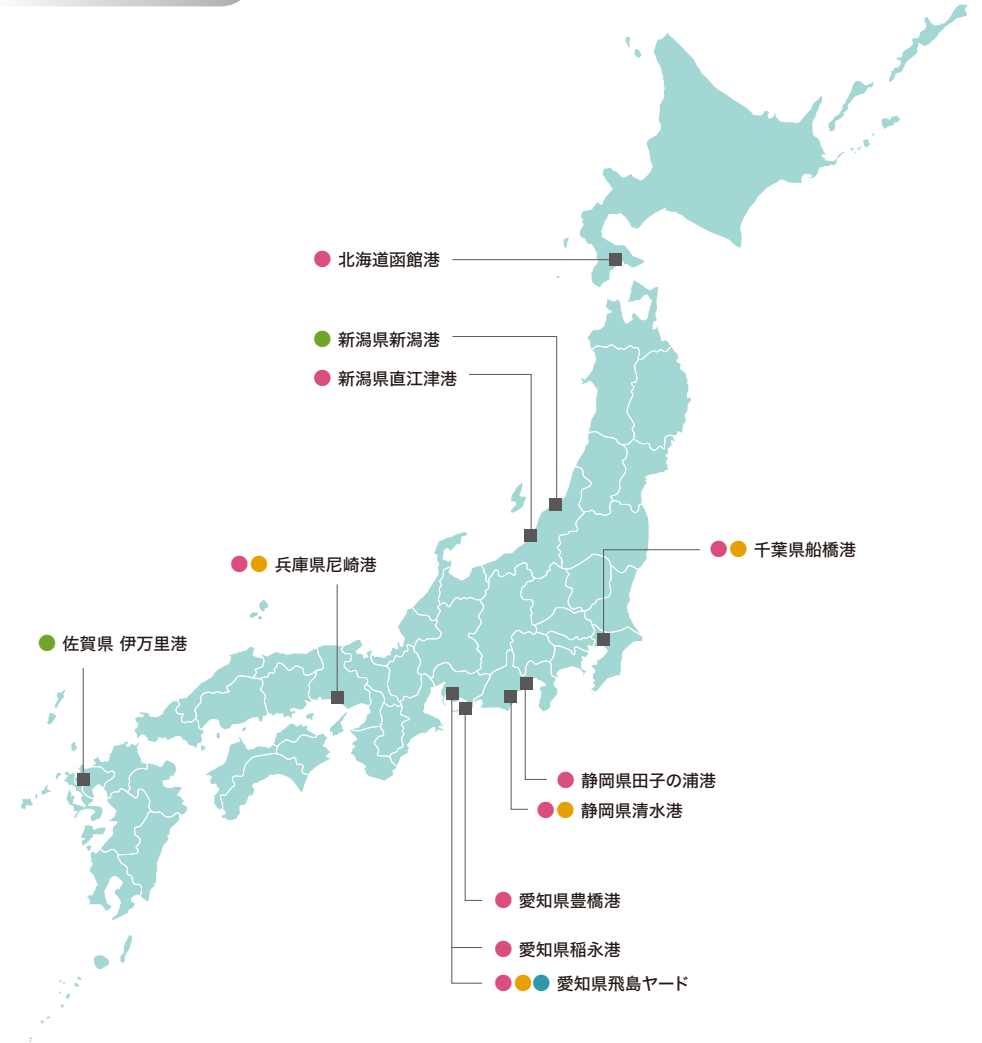 北海道函館港
新潟県新潟港
新潟県直江津港
千葉県船橋港
兵庫県尼崎港
佐賀県 伊万里港
静岡県田子の浦港
静岡県清水港
愛知県豊橋港
愛知県稲永港
愛知県飛島ヤード